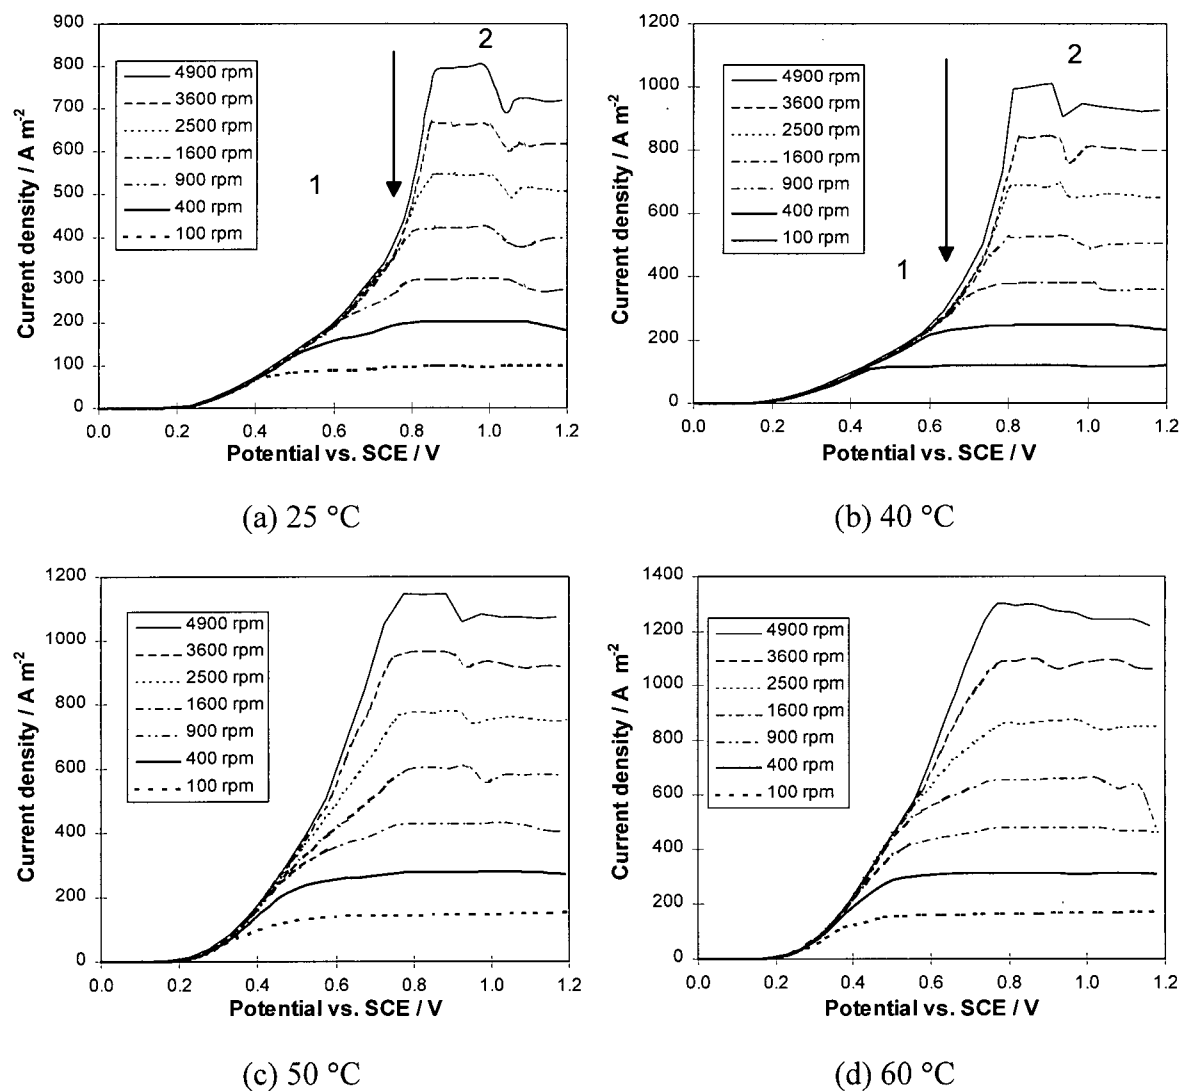 900
800
700
600
500
400
300
200
100
0
Current density / A m-2
4900 rpm
3600 rpm
2500 rpm
1600 rpm
900 rpm
400 rpm
100 rpm
1
2
0.0 0.2 0.4 0.6 0.8 1.0 1.2
Potential vs. SCE / V
(a) 25 °C
1200
1000
800
600
400
200
0
Current density / A m-2
4900 rpm
3600 rpm
2500 rpm
1600 rpm
900 rpm
400 rpm
100 rpm
1
2
0.0 0.2 0.4 0.6 0.8 1.0 1.2
Potential vs. SCE / V
(b) 40 °C
1200
1000
800
600
400
200
0
Current density / A m-2
4900 rpm
3600 rpm
2500 rpm
1600 rpm
900 rpm
400 rpm
100 rpm
0.0 0.2 0.4 0.6 0.8 1.0 1.2
Potential vs. SCE / V
(c) 50 °C
1400
1200
1000
800
600
400
200
0
Current density / A m-2
4900 rpm
3600 rpm
2500 rpm
1600 rpm
900 rpm
400 rpm
100 rpm
0.0 0.2 0.4 0.6 0.8 1.0 1.2
Potential vs. SCE / V
(d) 60 °C